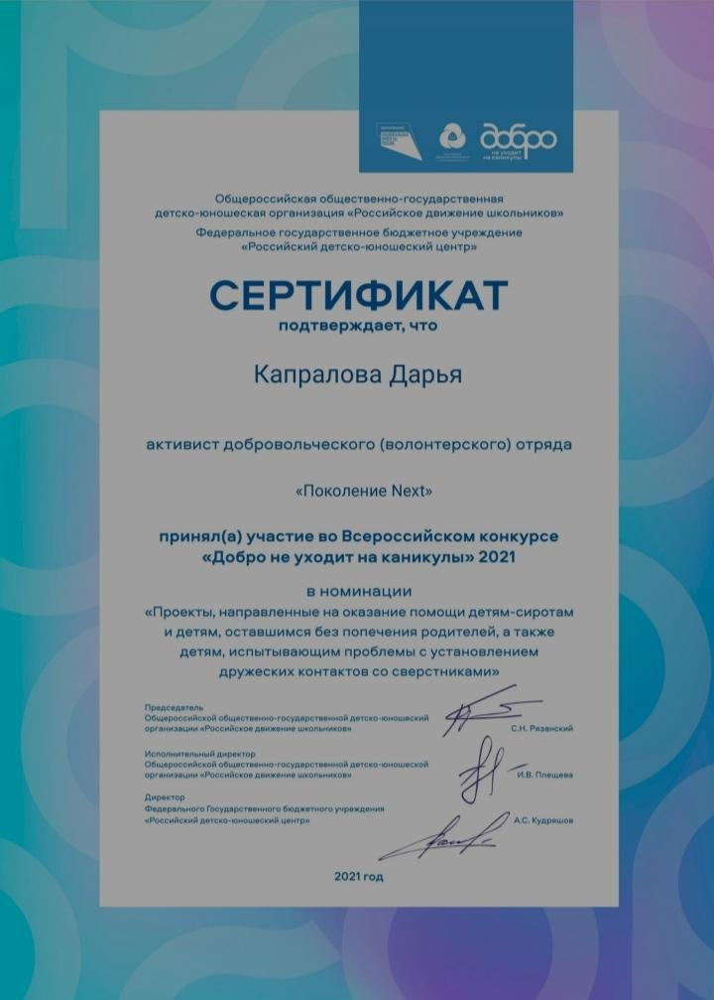 добро
не уходит
на каникулы
Общероссийская общественно-государственная
детско-юношеская организация «Российское движение школьников»
Федеральное государственное бюджетное учреждение
«Российский детско-юношеский центр»
СЕРТИФИКАТ
подтверждает, что
Капралова Дарья
активист добровольческого (волонтерского) отряда
«Поколение Next»
принял(а) участие во Всероссийском конкурсе
«Добро не уходит на каникулы» 2021
в номинации
«Проекты, направленные на оказание помощи детям-сиротам
и детям, оставшимся без попечения родителей, а также
детям, испытывающим проблемы с установлением
дружеских контактов со сверстниками»
Председатель
Общероссийской общественно-государственной детско-юношеский
организации «Российское движение школьников»
С.Н. Рязанский
Исполнительный директор
Общероссийской общественно-государственной детско-юношеской
организации «Российское движение школьников»
И.В. Плещева
Директор
Федерального Государственного бюджетного учреждения
«Российский детско-юношеский центр»
А.С. Кудряшов
2021 год